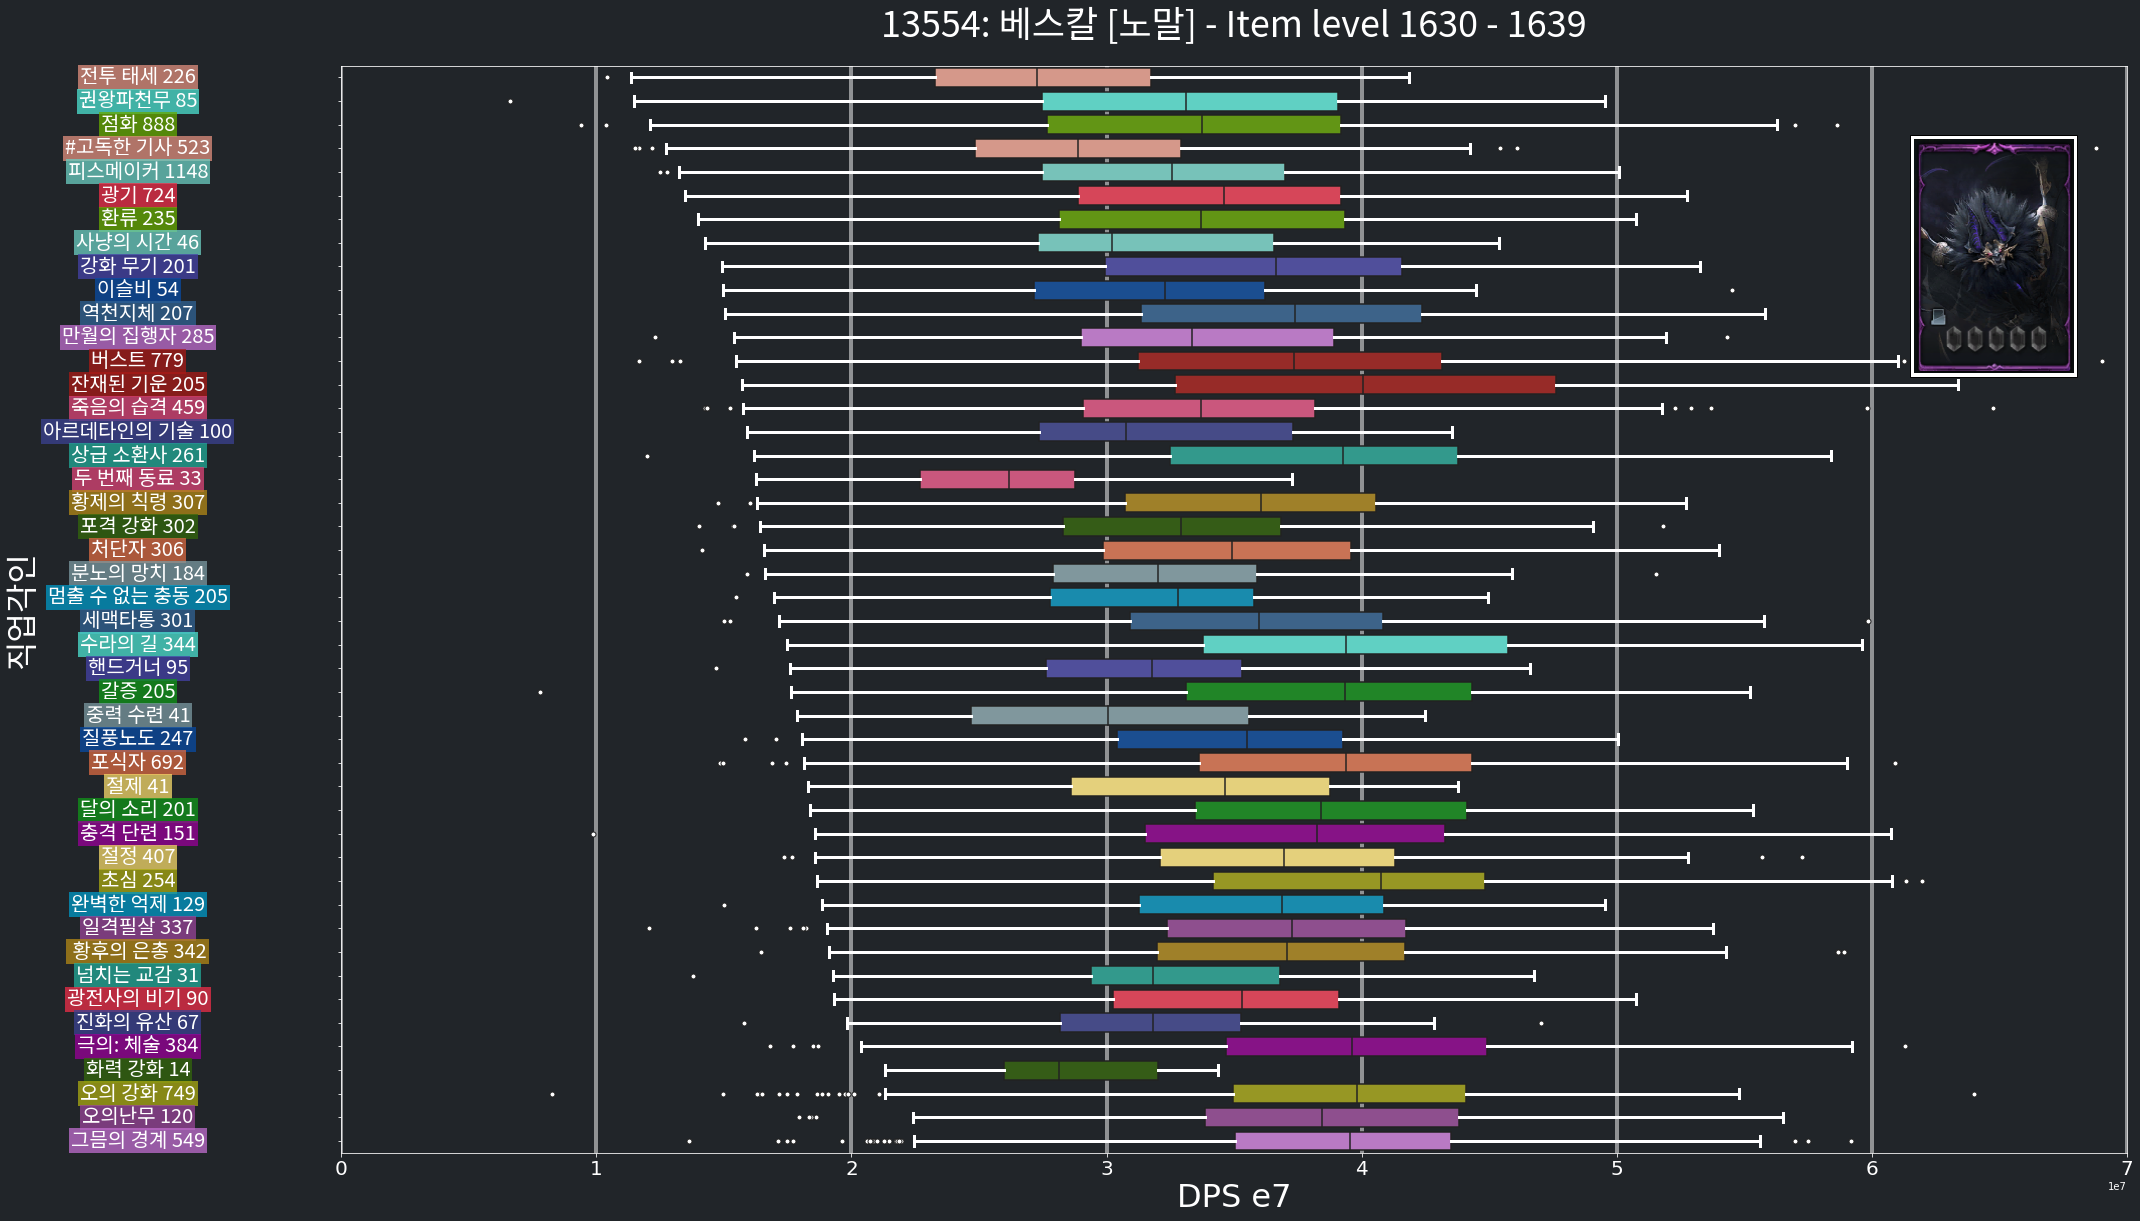 13554: 베스칼 [노말] - Item level 1630 - 1639
전투 태세 226
권왕파천무 85
점화 888
#고독한 기사 523
피스메이커 1148
광기 724
환류 235
사냥의 시간 46
강화 무기 201
이슬비 54
역천지체 207
만월의 집행자 285
버스트 779
잔재된 기운 205
죽음의 습격 459
아르데타인의 기술 100
상급 소환사 261
두 번째 동료 33
황제의 칙령 307
포격 강화 302
처단자 306
분노의 망치 184
멈출 수 없는 충동 205
세맥타통 301
수라의 길 344
핸드거너 95
갈증 205
중력 수련 41
질풍노도 247
포식자 692
절제 41
달의 소리 201
충격 단련 151
절정 407
초심 254
완벽한 억제 129
일격필살 337
황후의 은총 342
넘치는 교감 31
광전사의 비기 90
진화의 유산 67
극의: 체술 384
화력 강화 14
오의 강화 749
오의난무 120
그믐의 경계 549
직업각인
0 1 2 3 4 5 6 7
1e7
DPS e7